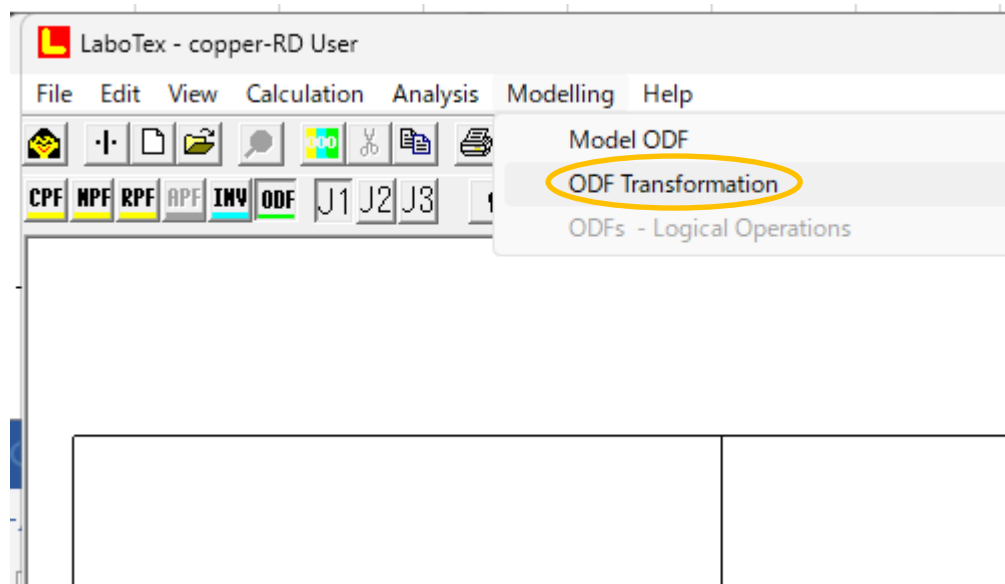 LaboTex - copper-RD User
File Edit View Calculation Analysis Modelling Help
Model ODF
CPF NPF RPF APF INV ODF J1 J2 J3
ODF Transformation
ODFs - Logical Operations